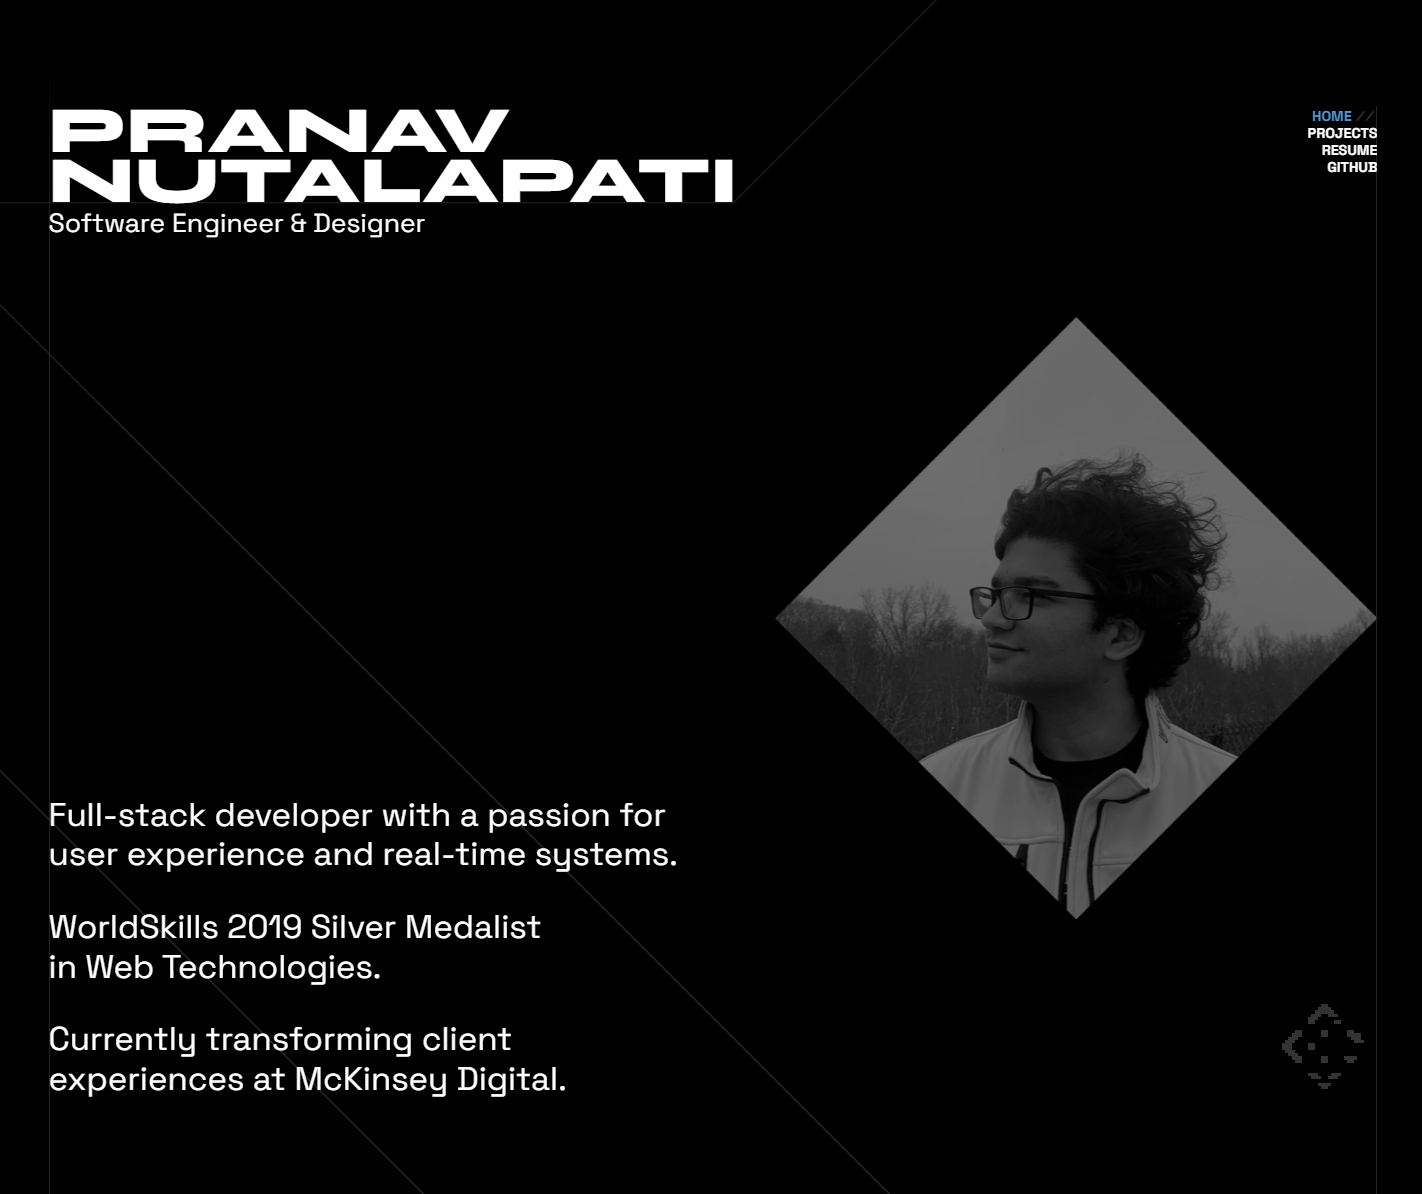 PRANAV
NUTALAPATI
Software Engineer & Designer
HOME //
PROJECTS
RESUME
GITHUB
Full-stack developer with a passion for
user experience and real-time systems.
WorldSkills 2019 Silver Medalist
in Web Technologies.
Currently transforming client
experiences at McKinsey Digital.